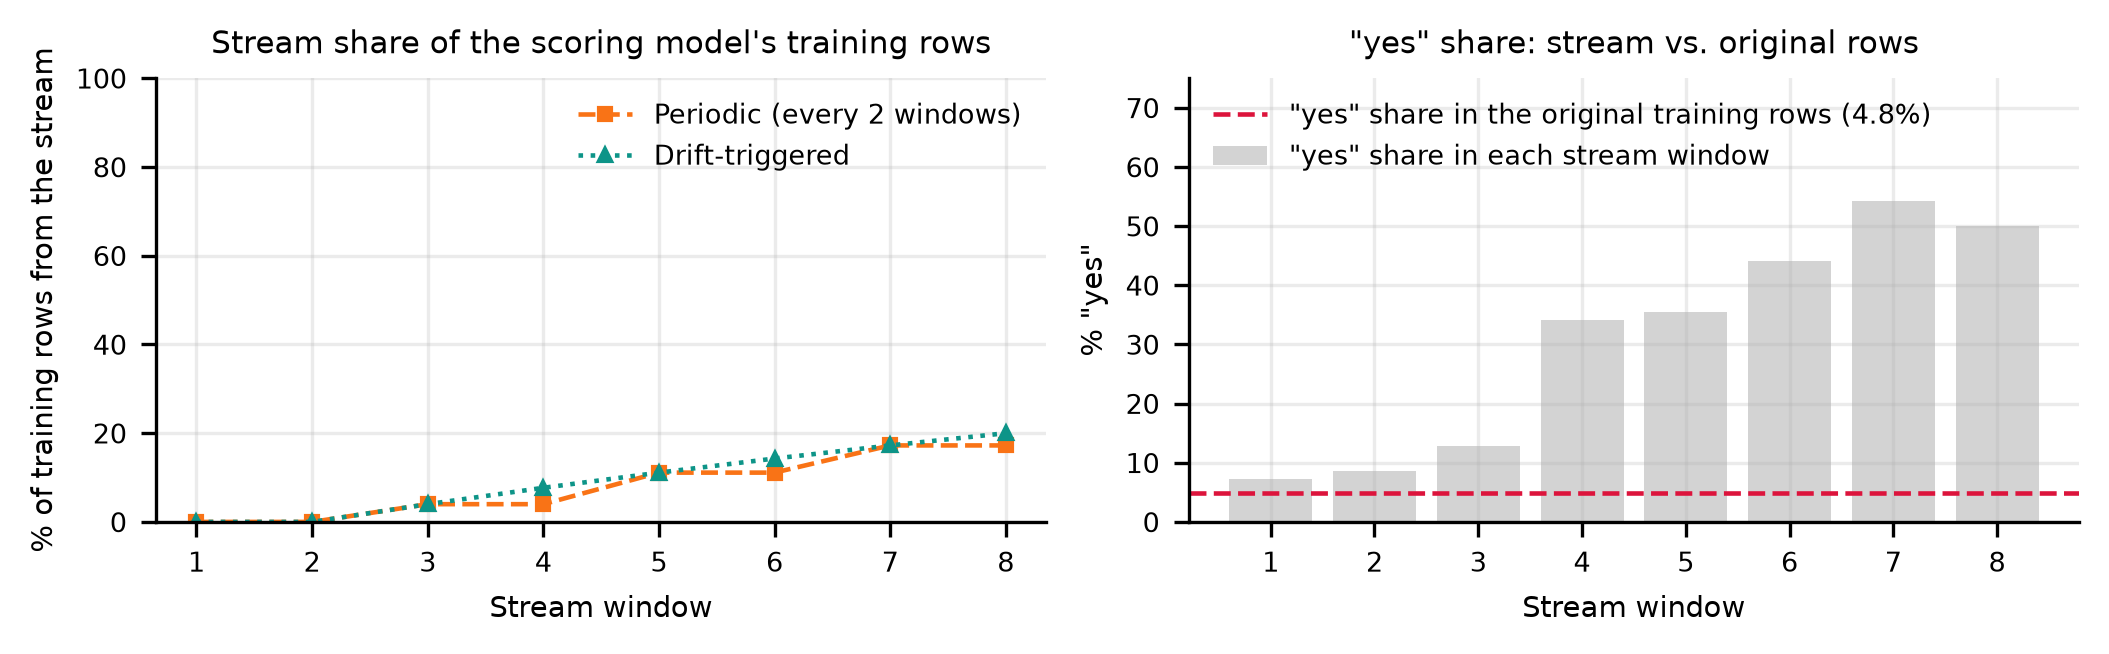 Stream share of the scoring model's training rows
% of training rows from the stream
100
80
60
40
20
0
Periodic (every 2 windows)
Drift-triggered
1 2 3 4 5 6 7 8
Stream window
"yes" share: stream vs. original rows
% "yes"
70
60
50
40
30
20
10
0
"yes" share in the original training rows (4.8%)
"yes" share in each stream window
1 2 3 4 5 6 7 8
Stream window